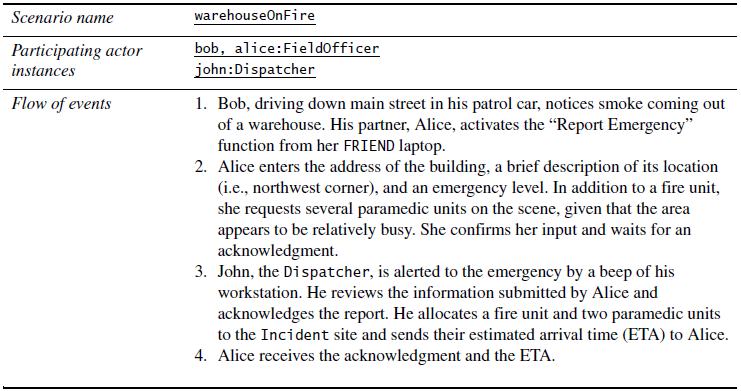 Scenario name warehouseOnFire
Participating actor bob, alice:FieldOfficer
instances john:Dispatcher
Flow of events 1. Bob, driving down main street in his patrol car, notices smoke coming out
of a warehouse. His partner, Alice, activates the “Report Emergency”
function from her FRIEND laptop.
2. Alice enters the address of the building, a brief description of its location
(i.e., northwest corner), and an emergency level. In addition to a fire unit,
she requests several paramedic units on the scene, given that the area
appears to be relatively busy. She confirms her input and waits for an
acknowledgment.
3. John, the Dispatcher, is alerted to the emergency by a beep of his
workstation. He reviews the information submitted by Alice and
acknowledges the report. He allocates a fire unit and two paramedic units
to the Incident site and sends their estimated arrival time (ETA) to Alice.
4. Alice receives the acknowledgment and the ETA.